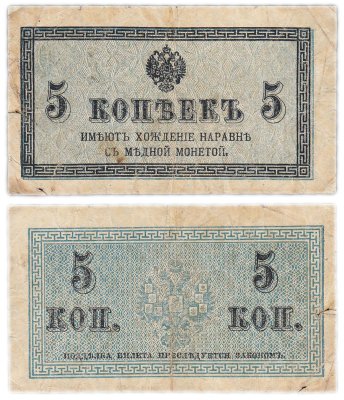 5 КОПѢЕКЪ 5
ИМѢЮТЪ ХОЖДЕНІЕ НАРАВНѢ
СЪ МѢДНОЙ МОНЕТОЙ.
5 5
КОП. КОП.
ПОДДѢЛКА БИЛЕТА ПРЕСЛѢДУЕТСЯ ЗАКОНОМЪ.